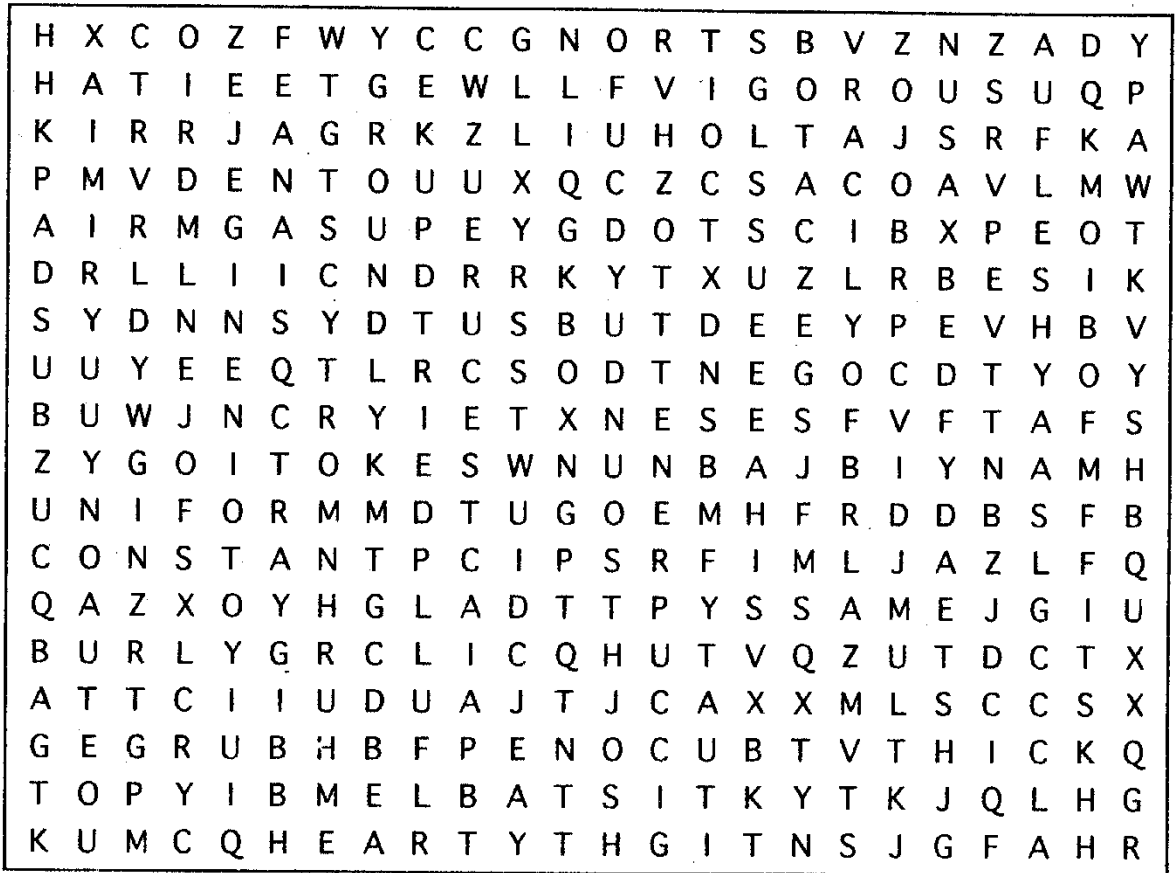 H X C O Z F W Y C C G N O R T S B V Z N Z A D Y
H A T I E E T G E W L L F V I G O R O U S U Q P
K I R R J A G R K Z L I U H O L T A J S R F K A
P M V D E N T O U U X Q C Z C S A C O A V L M W
A I R M G A S U P E Y G D O T S C I B X P E O T
D R L L I I C N D R R K Y T X U Z L R B E S I K
S Y D N N S Y D T U S B U T D E E Y P E V H B V
U U Y E E Q T L R C S O D T N E G O C D T Y O Y
B U W J N C R Y I E T X N E S E S F V F T A F S
Z Y G O I T O K E S W N U N B A J B I Y N A M H
U N I F O R M M D T U G O E M H F R D D B S F B
C O N S T A N T P C I P S R F I M L J A Z L F Q
Q A Z X O Y H G L A D T T P Y S S A M E J G I U
B U R L Y G R C L I C Q H U T V Q Z U T D C T X
A T T C I I U D U A J T J C A X X M L S C C S X
G E G R U B H B F P E N O C U B T V T H I C K Q
T O P Y I B M E L B A T S I T K Y T K J Q L H G
K U M C Q H E A R T Y T H G I T N S J G F A H R